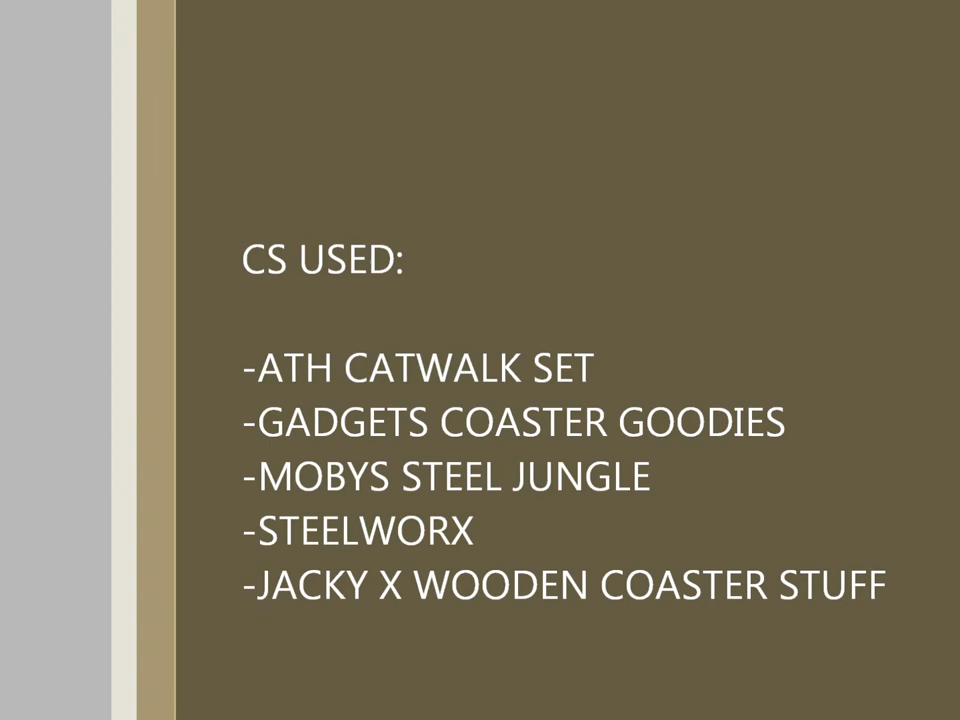 CS USED:
-ATH CATWALK SET
-GADGETS COASTER GOODIES
-MOBYS STEEL JUNGLE
-STEELWORX
-JACKY X WOODEN COASTER STUFF